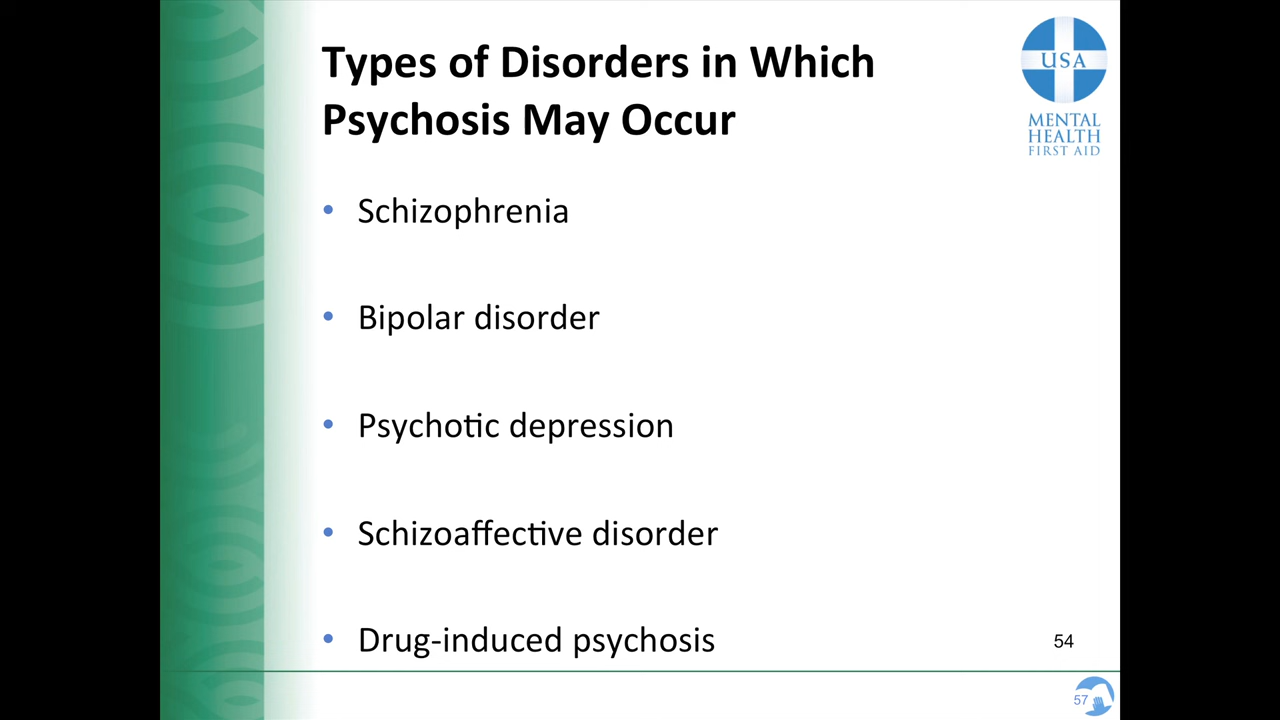 Types of Disorders in Which
Psychosis May Occur
USA
MENTAL
HEALTH
FIRST AID
• Schizophrenia
• Bipolar disorder
• Psychotic depression
• Schizoaffective disorder
• Drug-induced psychosis
54
57